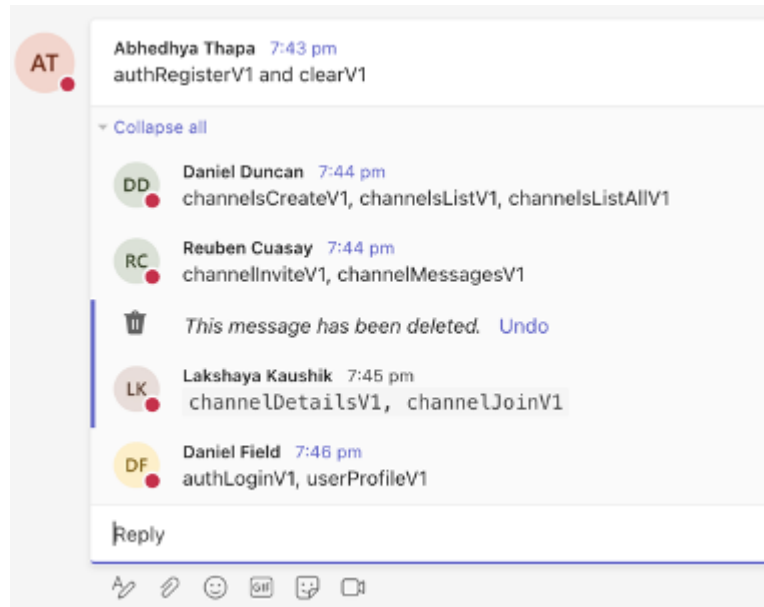 AT
Abhedhya Thapa 7:43 pm
authRegisterV1 and clearV1
Collapse all
DD
Daniel Duncan 7:44 pm
channelsCreateV1, channelsListV1, channelsListAllV1
RC
Reuben Cuasay 7:44 pm
channelInviteV1, channelMessagesV1
This message has been deleted. Undo
LK
Lakshaya Kaushik 7:45 pm
channelDetailsV1, channelJoinV1
DF
Daniel Field 7:46 pm
authLoginV1, userProfileV1
Reply
GIF